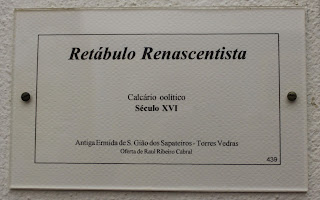 Retábulo Renascentista
Calcário oolítico
Século XVI
Antiga Ermida de S. Gião dos Sapateiros - Torres Vedras
Oferta de Raul Ribeiro Cabral
439